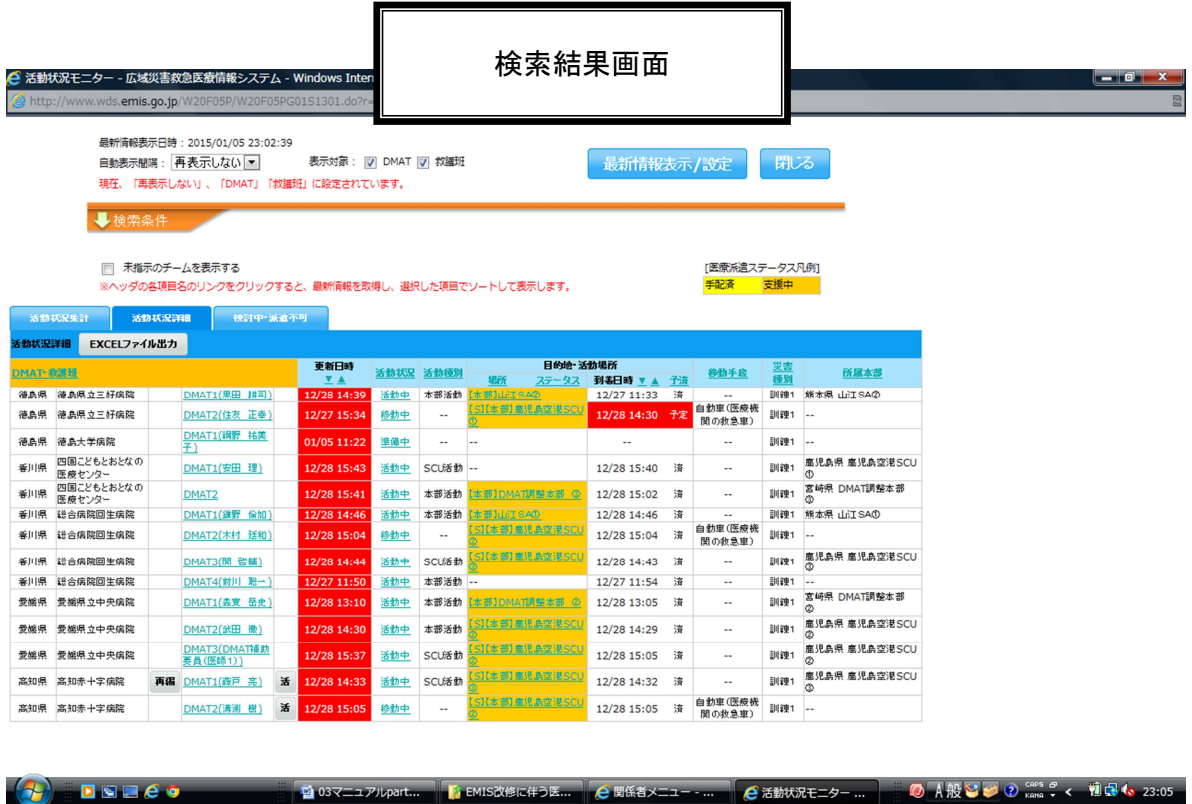 検索結果画面
活動状況モニター - 広域災害救急医療情報システム - Windows Inter
http://www.wds.emis.go.jp/W20F05P/W20F05PG01S1301.do?r=
最新情報表示日時：2015/01/05 23:02:39
自動表示間隔： 再表示しない 表示対象： DMAT 救護班
最新情報表示/設定 閉じる
現在、「再表示しない」、「DMAT」「救護班」に設定されています。
検索条件
未指示のチームを表示する
[医療派遣ステータス凡例]
※ヘッダの各項目名のリンクをクリックすると、最新情報を取得し、選択した項目でソートして表示します。
手配済 支援中
活動状況集計 活動状況詳細 検討中・派遣不可
活動状況詳細 EXCELファイル出力
DMAT・救護班 更新日時 ▼ ▲ 活動状況 活動種別 目的地・活動場所 場所 ステータス 到着日時 ▼ ▲ 予済 移動手段 災害種別 所属本部
徳島県 徳島県立三好病院 DMAT1(黒田 12/28 14:39 活動中 本部活動 [本部]山江SA② 12/27 11:33 済 -- 訓練1 熊本県 山江SA②
徳島県 徳島県立三好病院 DMAT2(住友 正幸) 12/28 15:34 移動中 -- [S][本部]鹿児島空港SCU① 12/28 14:30 予定 自動車(医療機関の救急車) 訓練1 --
徳島県 徳島大学病院 DMAT1( 01/05 11:22 準備中 -- -- -- -- 訓練1 --
香川県 四国こどもとおとなの医療センター DMAT1(安田 理) 12/28 15:43 活動中 SCU活動 -- 12/28 15:40 済 -- 訓練1 鹿児島県 鹿児島空港SCU①
香川県 四国こどもとおとなの医療センター DMAT2 12/28 15:41 活動中 本部活動 [本部]DMAT調整本部 ③ 12/28 15:02 済 -- 訓練1 宮崎県 DMAT調整本部③
香川県 総合病院回生病院 DMAT1( 12/28 14:46 活動中 本部活動 [本部]山江SA① 12/28 14:46 済 -- 訓練1 熊本県 山江SA①
香川県 総合病院回生病院 DMAT2(木村 12/28 15:04 移動中 -- [S][本部]鹿児島空港SCU② 12/28 15:04 済 自動車(医療機関の救急車) 訓練1 --
香川県 総合病院回生病院 DMAT3(関 啓輔) 12/28 14:44 活動中 SCU活動 [S][本部]鹿児島空港SCU③ 12/28 14:43 済 -- 訓練1 鹿児島県 鹿児島空港SCU③
香川県 総合病院回生病院 DMAT4(前川 聡一) 12/27 11:50 活動中 本部活動 -- 12/27 11:54 済 -- 訓練1 --
愛媛県 愛媛県立中央病院 DMAT1( 岳史) 12/28 13:10 活動中 本部活動 [本部]DMAT調整本部 ② 12/28 13:05 済 -- 訓練1 宮崎県 DMAT調整本部②
愛媛県 愛媛県立中央病院 DMAT2(武田 徹) 12/28 14:30 活動中 本部活動 [S][本部]鹿児島空港SCU② 12/28 14:29 済 -- 訓練1 鹿児島県 鹿児島空港SCU②
愛媛県 愛媛県立中央病院 DMAT3(DMAT補助要員(医師1)) 12/28 15:37 活動中 SCU活動 [S][本部]鹿児島空港SCU② 12/28 15:05 済 -- 訓練1 鹿児島県 鹿児島空港SCU②
高知県 高知赤十字病院 再編 DMAT1( 亮) 活 12/28 14:33 活動中 SCU活動 [S][本部]鹿児島空港SCU③ 12/28 14:32 済 -- 訓練1 鹿児島県 鹿児島空港SCU③
高知県 高知赤十字病院 DMAT2(溝渕 樹) 活 12/28 15:05 移動中 -- [S][本部]鹿児島空港SCU② 12/28 15:05 済 自動車(医療機関の救急車) 訓練1 --
03マニュアルpart... EMIS改修に伴う医... 関係者メニュー - ... 活動状況モニター ... A 般 CAPS KANA 23:05